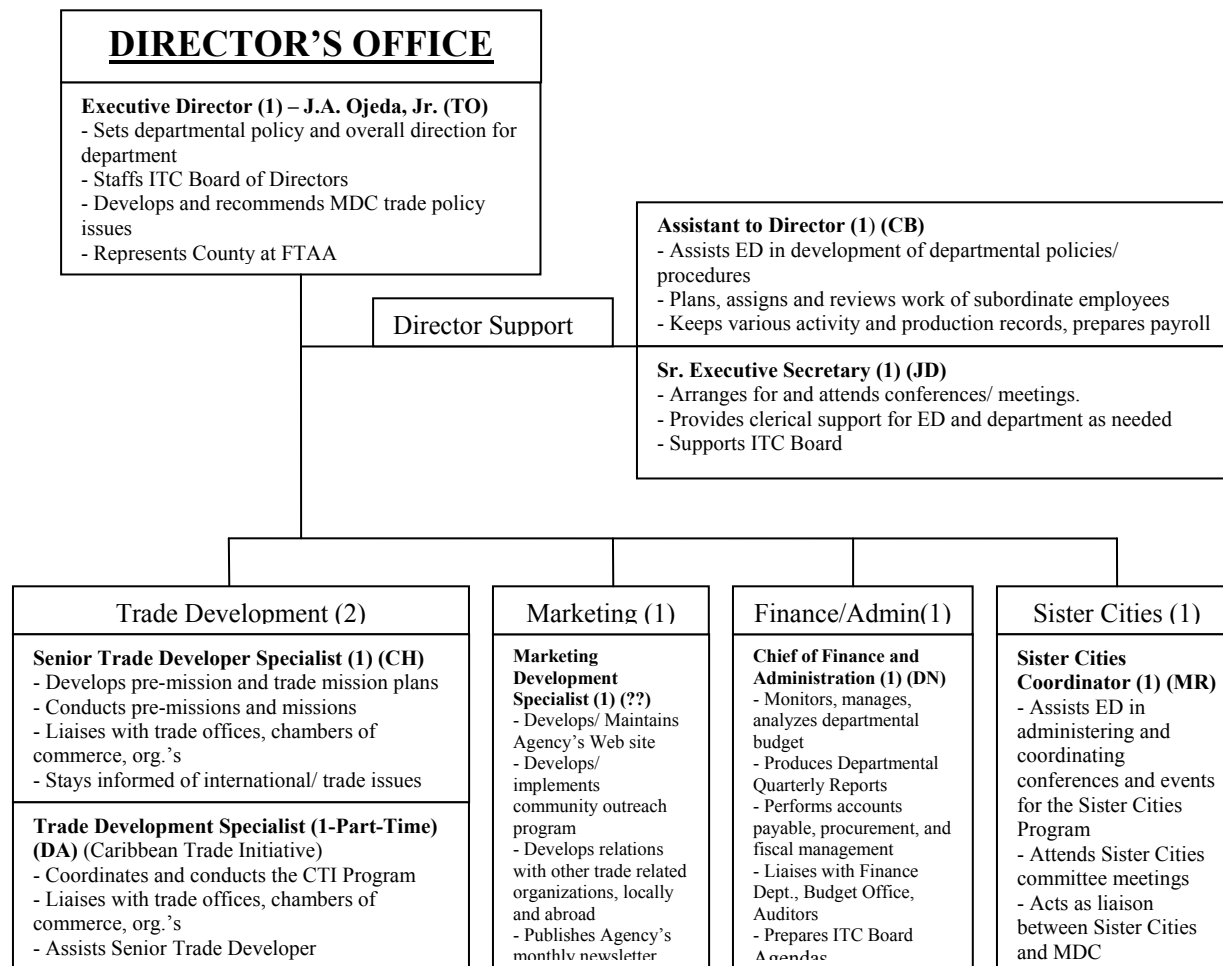 DIRECTOR’S OFFICE
Executive Director (1) – J.A. Ojeda, Jr. (TO)
- Sets departmental policy and overall direction for
department
- Staffs ITC Board of Directors
- Develops and recommends MDC trade policy
issues
- Represents County at FTAA
Director Support
Assistant to Director (1) (CB)
- Assists ED in development of departmental policies/
procedures
- Plans, assigns and reviews work of subordinate employees
- Keeps various activity and production records, prepares payroll
Sr. Executive Secretary (1) (JD)
- Arranges for and attends conferences/ meetings.
- Provides clerical support for ED and department as needed
- Supports ITC Board
Trade Development (2)
Senior Trade Developer Specialist (1) (CH)
- Develops pre-mission and trade mission plans
- Conducts pre-missions and missions
- Liaises with trade offices, chambers of
commerce, org.’s
- Stays informed of international/ trade issues
Trade Development Specialist (1-Part-Time)
(DA) (Caribbean Trade Initiative)
- Coordinates and conducts the CTI Program
- Liaises with trade offices, chambers of
commerce, org.’s
- Assists Senior Trade Developer
Marketing (1)
Marketing
Development
Specialist (1) (??)
- Develops/ Maintains
Agency’s Web site
- Develops/
implements
community outreach
program
- Develops relations
with other trade related
organizations, locally
and abroad
- Publishes Agency’s
monthly newsletter
Finance/Admin(1)
Chief of Finance and
Administration (1) (DN)
- Monitors, manages,
analyzes departmental
budget
- Produces Departmental
Quarterly Reports
- Performs accounts
payable, procurement, and
fiscal management
- Liaises with Finance
Dept., Budget Office,
Auditors
- Prepares ITC Board
Agendas
Sister Cities (1)
Sister Cities
Coordinator (1) (MR)
- Assists ED in
administering and
coordinating
conferences and events
for the Sister Cities
Program
- Attends Sister Cities
committee meetings
- Acts as liaison
between Sister Cities
and MDC